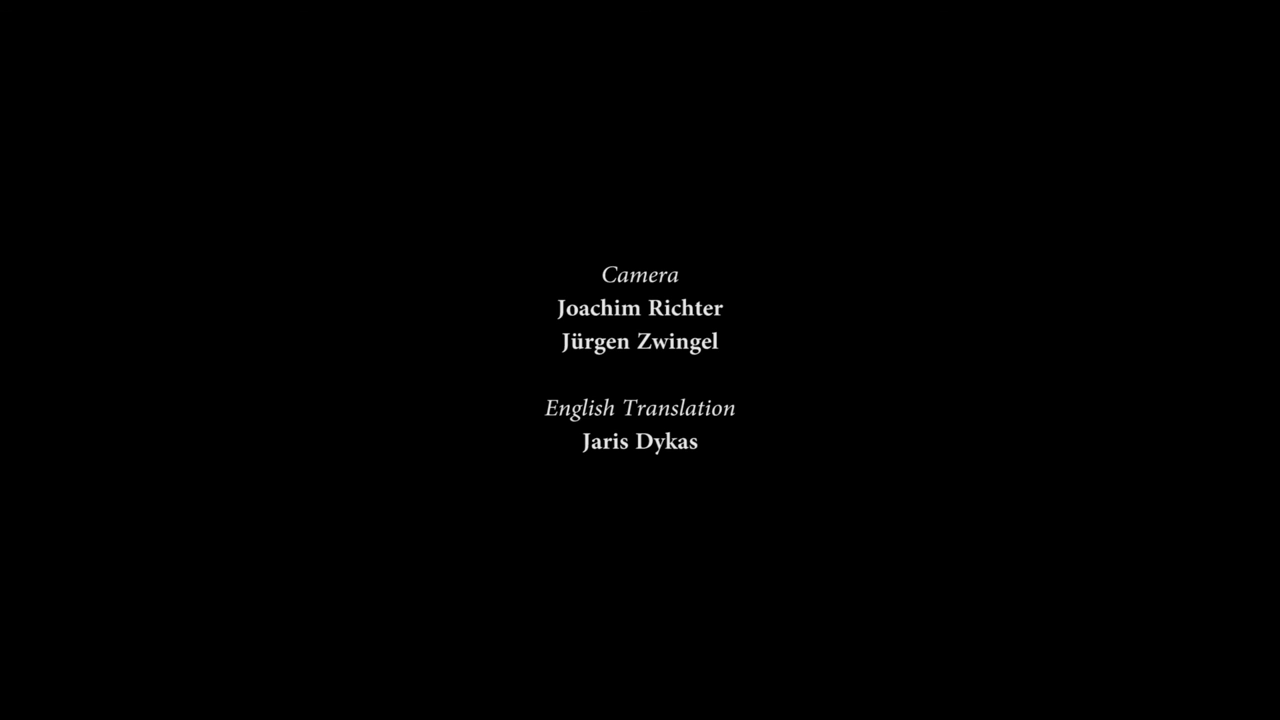 Camera
Joachim Richter
Jürgen Zwingel
English Translation
Jaris Dykas